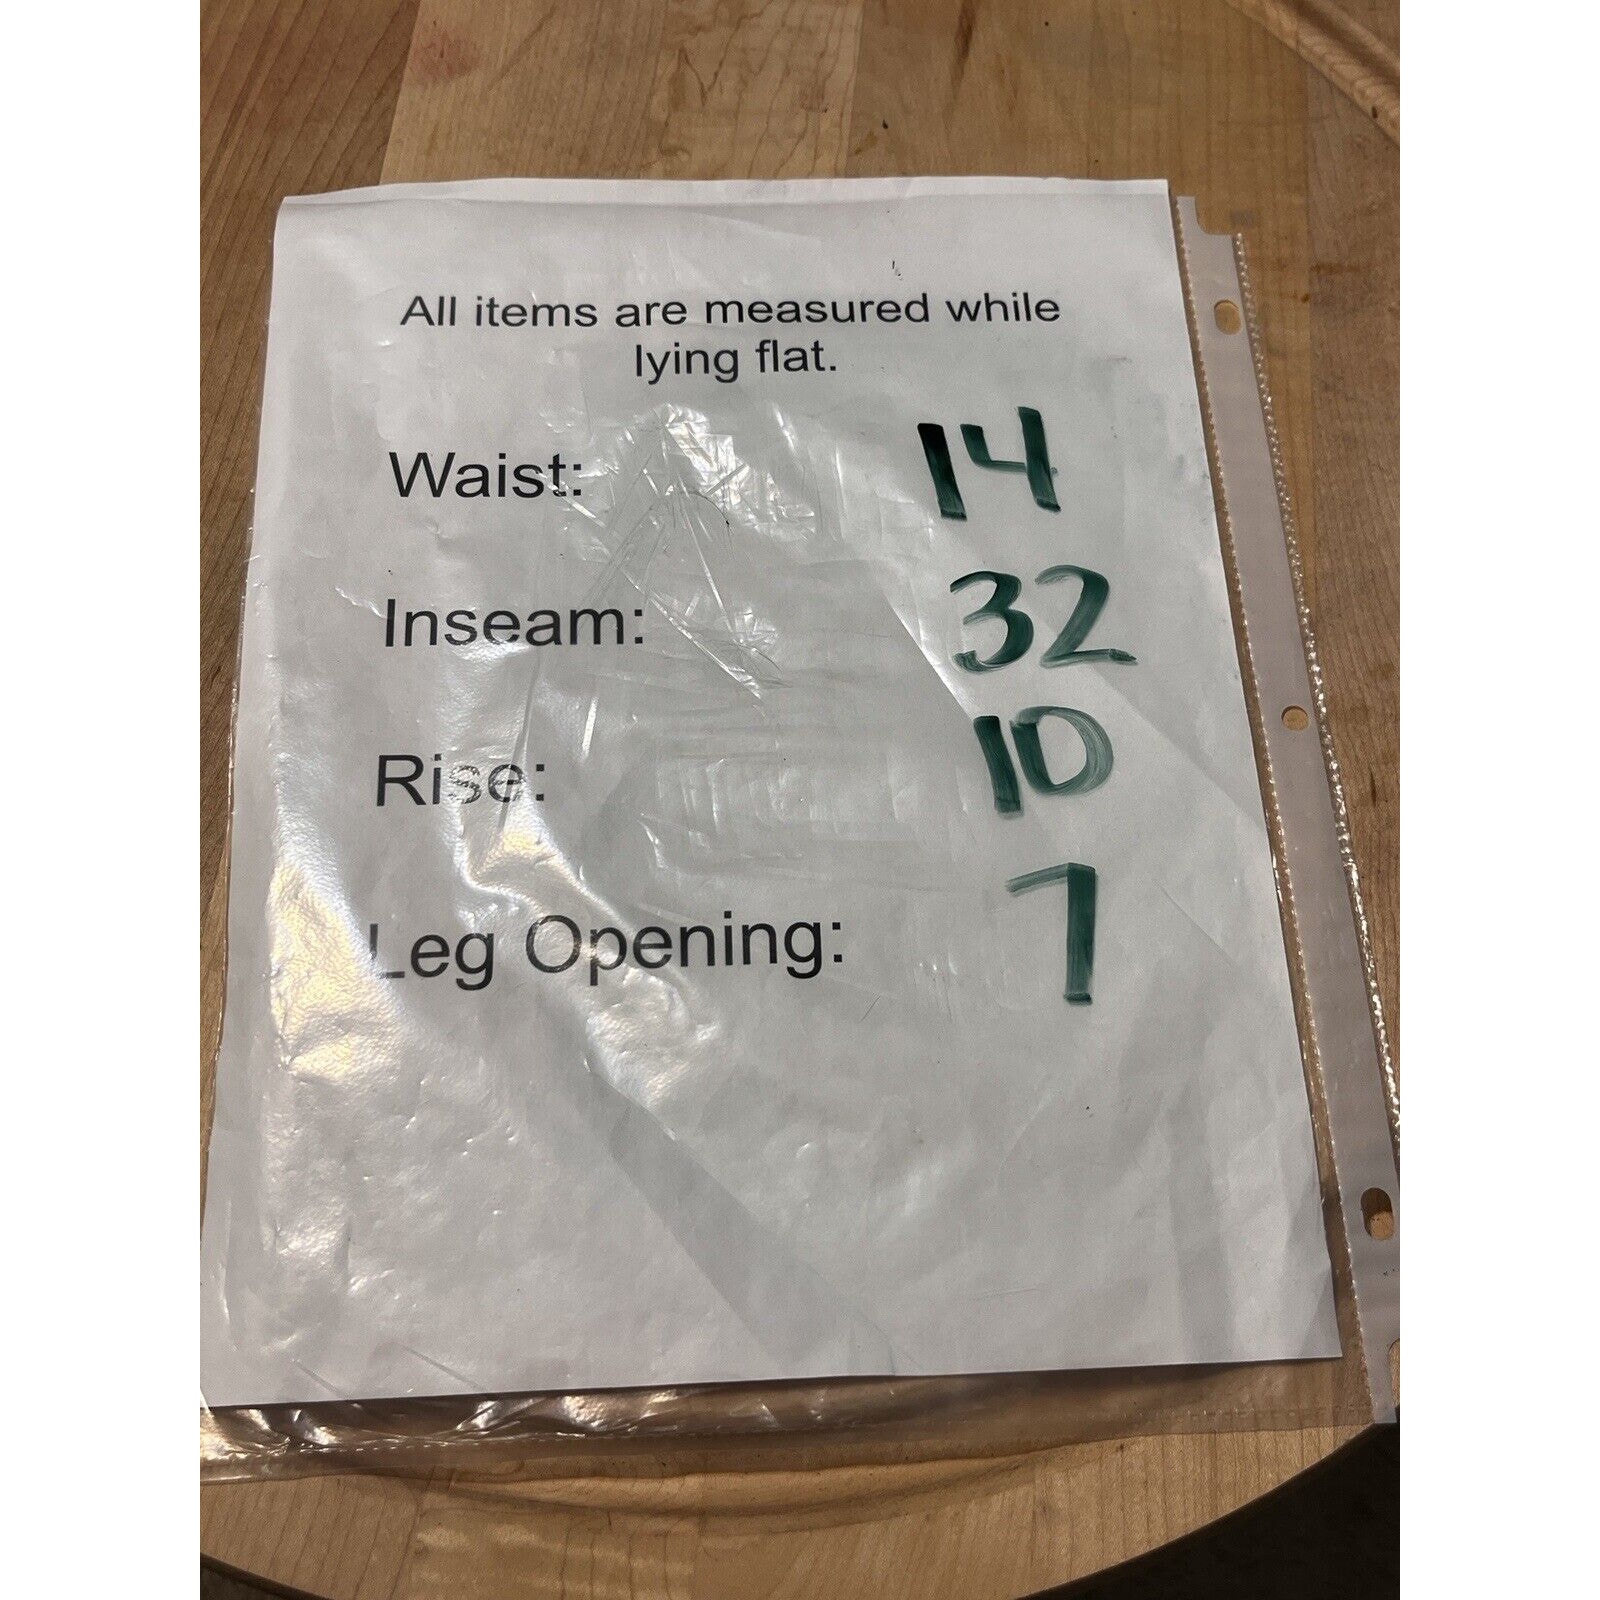 All items are measured while
lying flat.
Waist: 14
Inseam: 32
Rise: 10
Leg Opening: 7